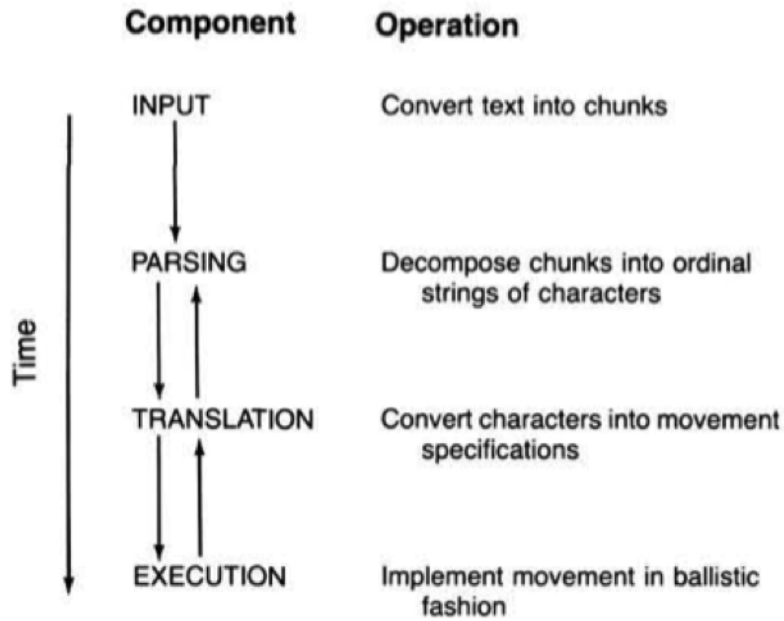 Component Operation
INPUT Convert text into chunks
PARSING Decompose chunks into ordinal
strings of characters
Time
TRANSLATION Convert characters into movement
specifications
EXECUTION Implement movement in ballistic
fashion